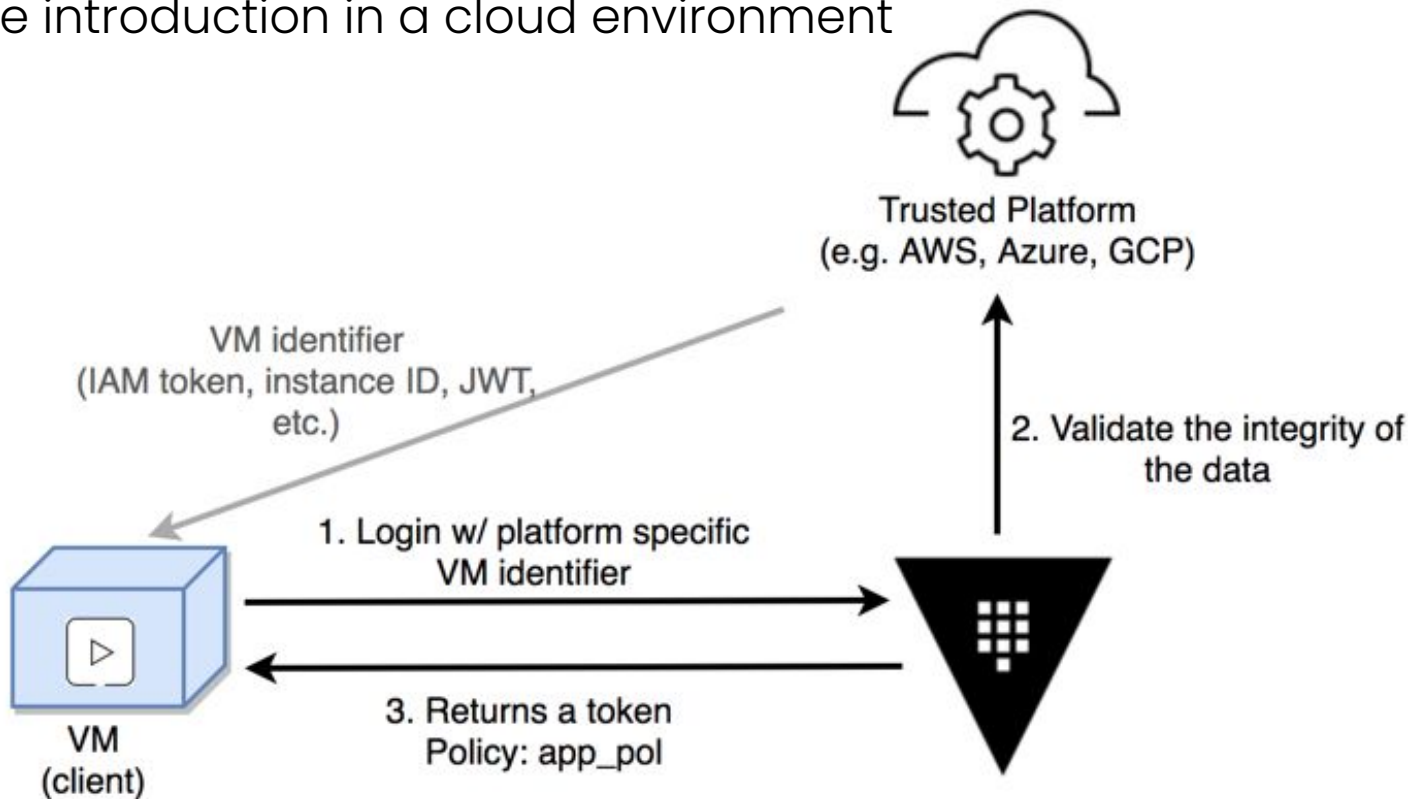 e introduction in a cloud environment
Trusted Platform
(e.g. AWS, Azure, GCP)
VM identifier
(IAM token, instance ID, JWT,
etc.)
2. Validate the integrity of
the data
1. Login w/ platform specific
VM identifier
3. Returns a token
Policy: app_pol
VM
(client)